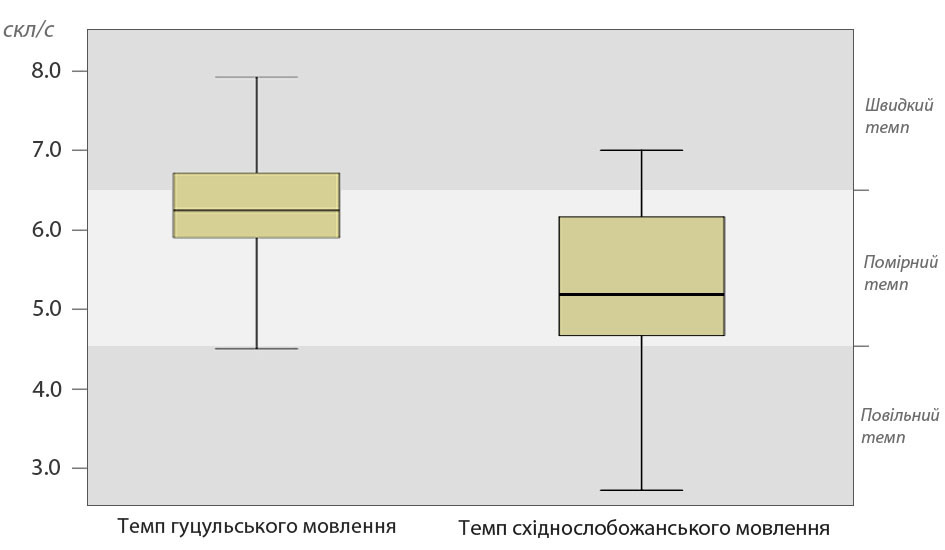 скл/с
8.0
7.0
6.0
5.0
4.0
3.0
Швидкий
темп
Помірний
темп
Повільний
темп
Темп гуцульського мовлення
Темп східнослобожанського мовлення